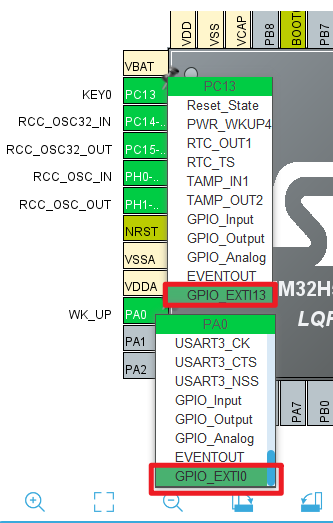 VDD
VSS
VCAP
PB8
BOOT
PB7
VBAT
KEY0
PC13
RCC_OSC32_IN
PC14-..
RCC_OSC32_OUT
PC15-..
RCC_OSC_IN
PH0-..
RCC_OSC_OUT
PH1-..
NRST
VSSA
VDDA
WK_UP
PA0
PA1
PA2
PC13
Reset_State
PWR_WKUP4
RTC_OUT1
RTC_TS
TAMP_IN1
TAMP_OUT2
GPIO_Input
GPIO_Output
GPIO_Analog
EVENTOUT
GPIO_EXTI13
M32H
LQF
PA0
USART3_CK
USART3_CTS
USART3_NSS
GPIO_Input
GPIO_Output
GPIO_Analog
EVENTOUT
GPIO_EXTI0
PA7
PB0